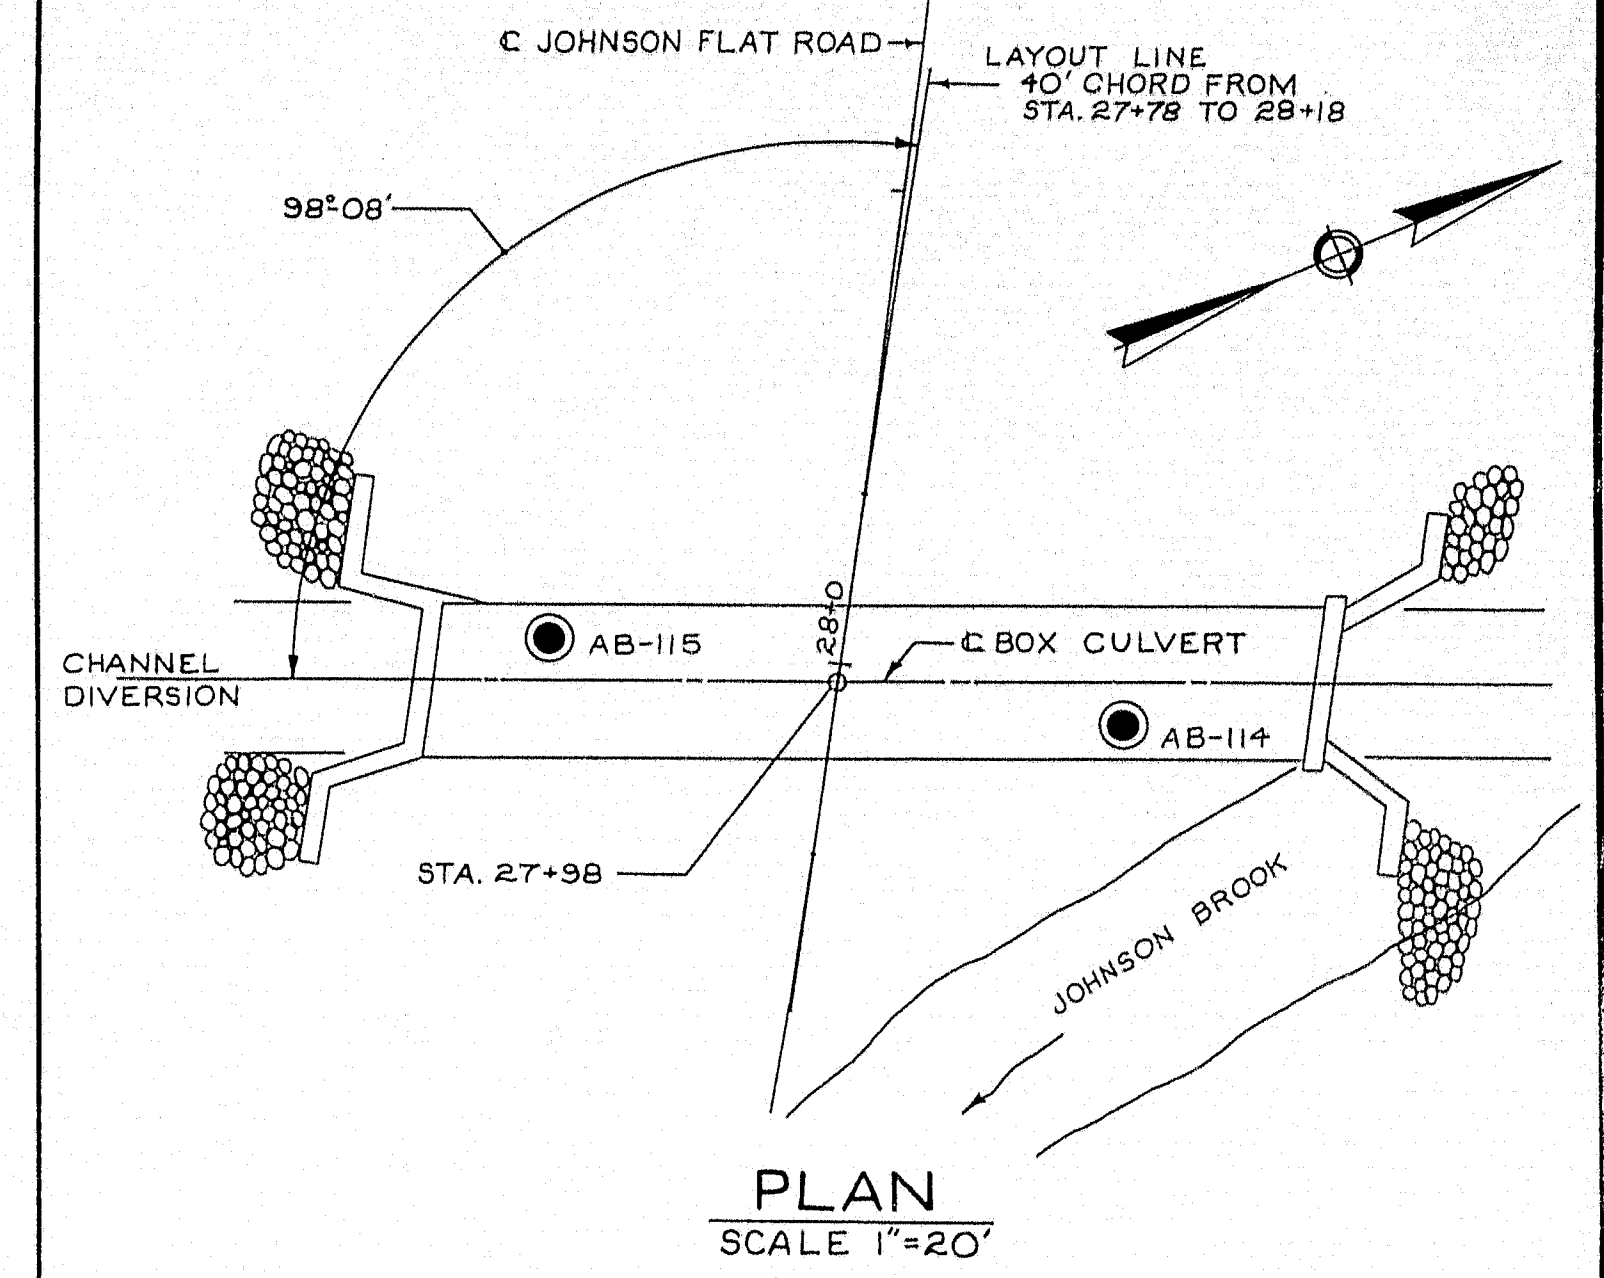 ℄ JOHNSON FLAT ROAD
LAYOUT LINE
40' CHORD FROM
STA. 27+78 TO 28+18
98°-08'
28+0
AB-115
℄ BOX CULVERT
CHANNEL
DIVERSION
AB-114
STA. 27+98
JOHNSON BROOK
PLAN
SCALE 1"=20'